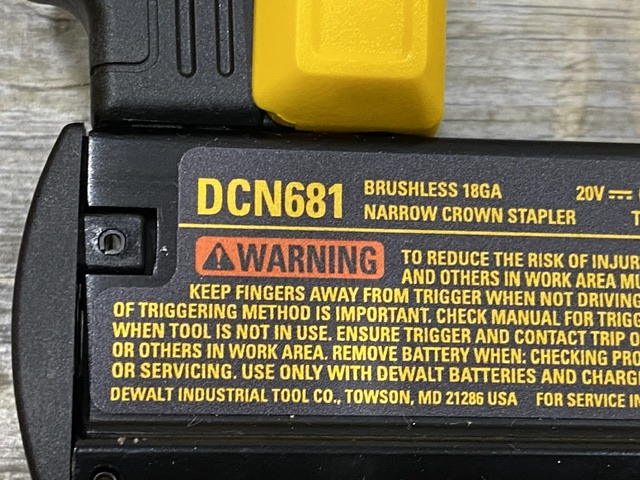 DCN681 BRUSHLESS 18GA 20V
NARROW CROWN STAPLER
WARNING TO REDUCE THE RISK OF
AND OTHERS IN WORK AREA
KEEP FINGERS AWAY FROM TRIGGER WHEN NOT
OF TRIGGERING METHOD IS IMPORTANT. CHECK MANUAL FOR
WHEN TOOL IS NOT IN USE. ENSURE TRIGGER AND CONTACT TRIP
OR OTHERS IN WORK AREA. REMOVE BATTERY WHEN: CHECKING
OR SERVICING. USE ONLY WITH DEWALT BATTERIES AND
DEWALT INDUSTRIAL TOOL CO., TOWSON, MD 21286 USA FOR SERVICE